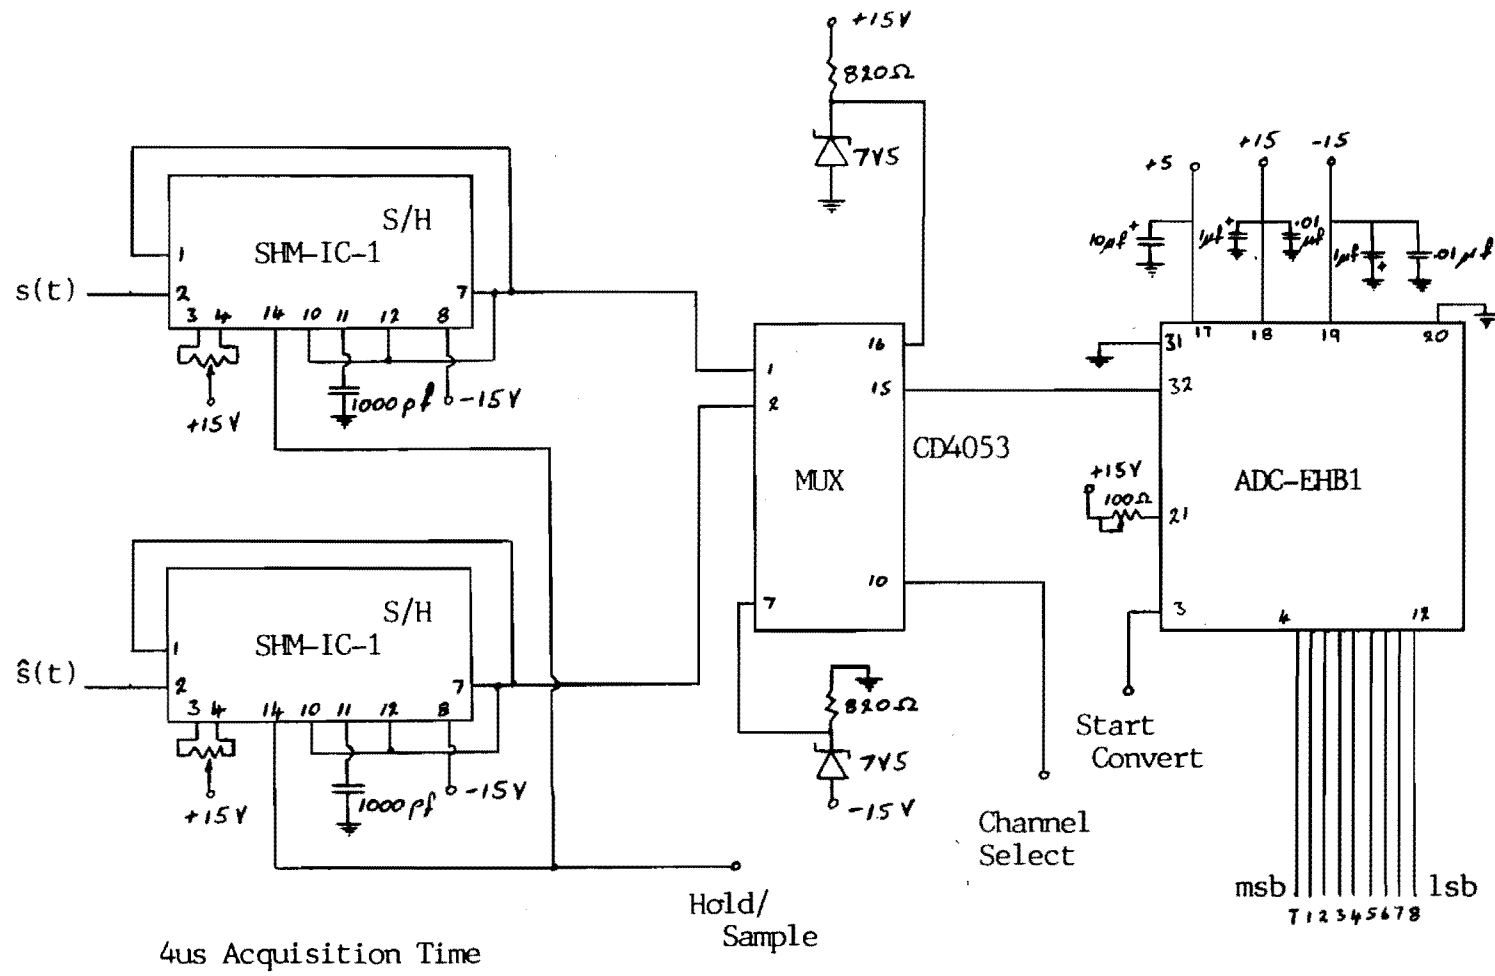 +15V
820Ω
7V5
+5
+15
-15
10µf
+
1µf
+
.01
µf
1µf
+
.01µf
S/H
SHM-IC-1
1
s(t)
2
7
3
4
14
10
11
12
8
+15V
1000pf
-15V
16
1
15
2
CD4053
MUX
10
7
31
17
18
19
20
32
ADC-EHB1
+15V
100Ω
21
3
4
12
S/H
SHM-IC-1
1
ŝ(t)
2
7
3
4
14
10
11
12
8
+15V
1000pf
-15V
820Ω
7V5
-15V
Start
Convert
Channel
Select
Hold/
Sample
msb
lsb
T 1 2 3 4 5 6 7 8
4us Acquisition Time